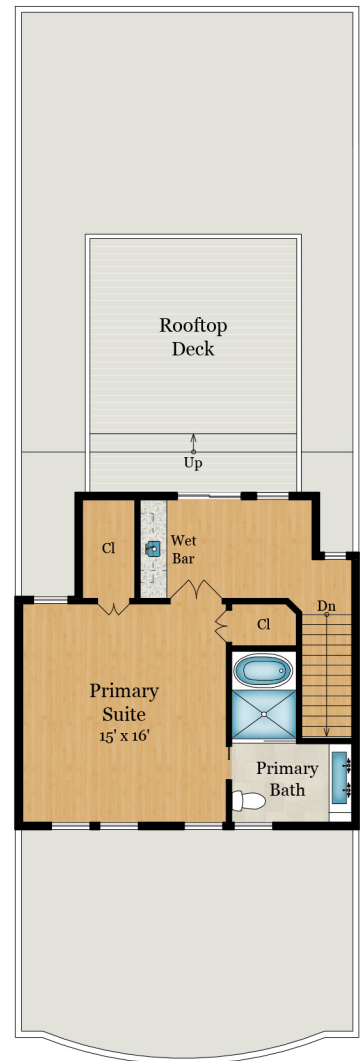 Rooftop
Deck
Up
Cl
Wet
Bar
Dn
Cl
Primary
Suite
15' x 16'
Primary
Bath